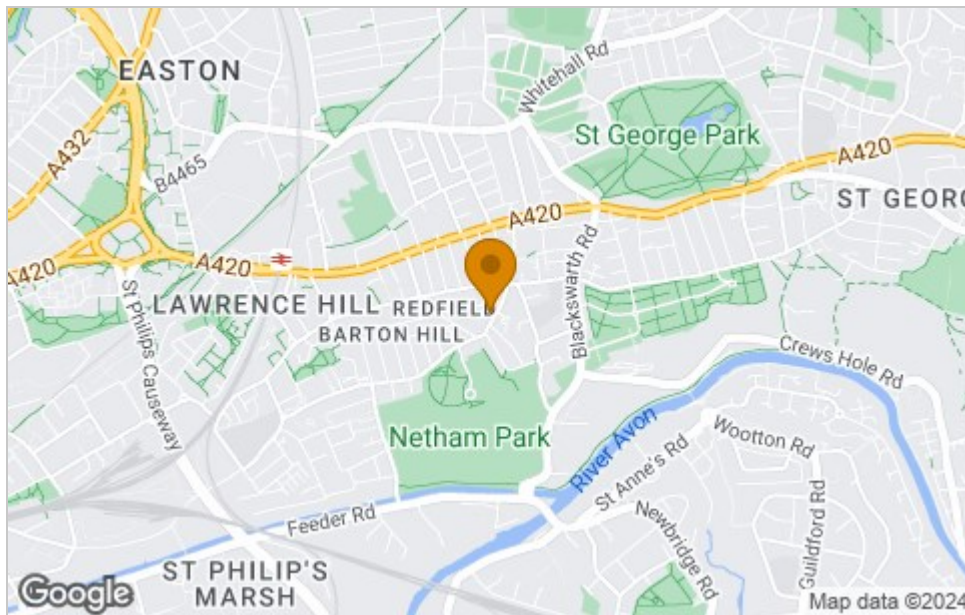 EASTON
Whitehall Rd
St George Park
A432
B4465
A420
ST GEORG
A420
A420
A420
LAWRENCE HILL
REDFIELD
BARTON HILL
Blackswarth Rd
St Philips Causeway
Crews Hole Rd
Netham Park
River Avon
Wootton Rd
St Anne's Rd
Feeder Rd
Newbridge Rd
Guildford Rd
ST PHILIP'S
MARSH
Google
Map data ©2024